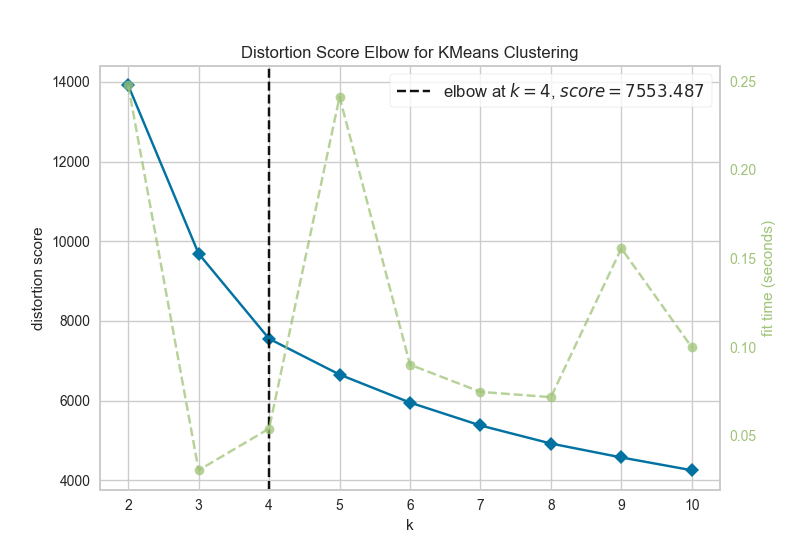 Distortion Score Elbow for KMeans Clustering
elbow at k = 4, score = 7553.487
distortion score
14000
12000
10000
8000
6000
4000
0.25
0.20
0.15
0.10
0.05
fit time (seconds)
2 3 4 5 6 7 8 9 10
k